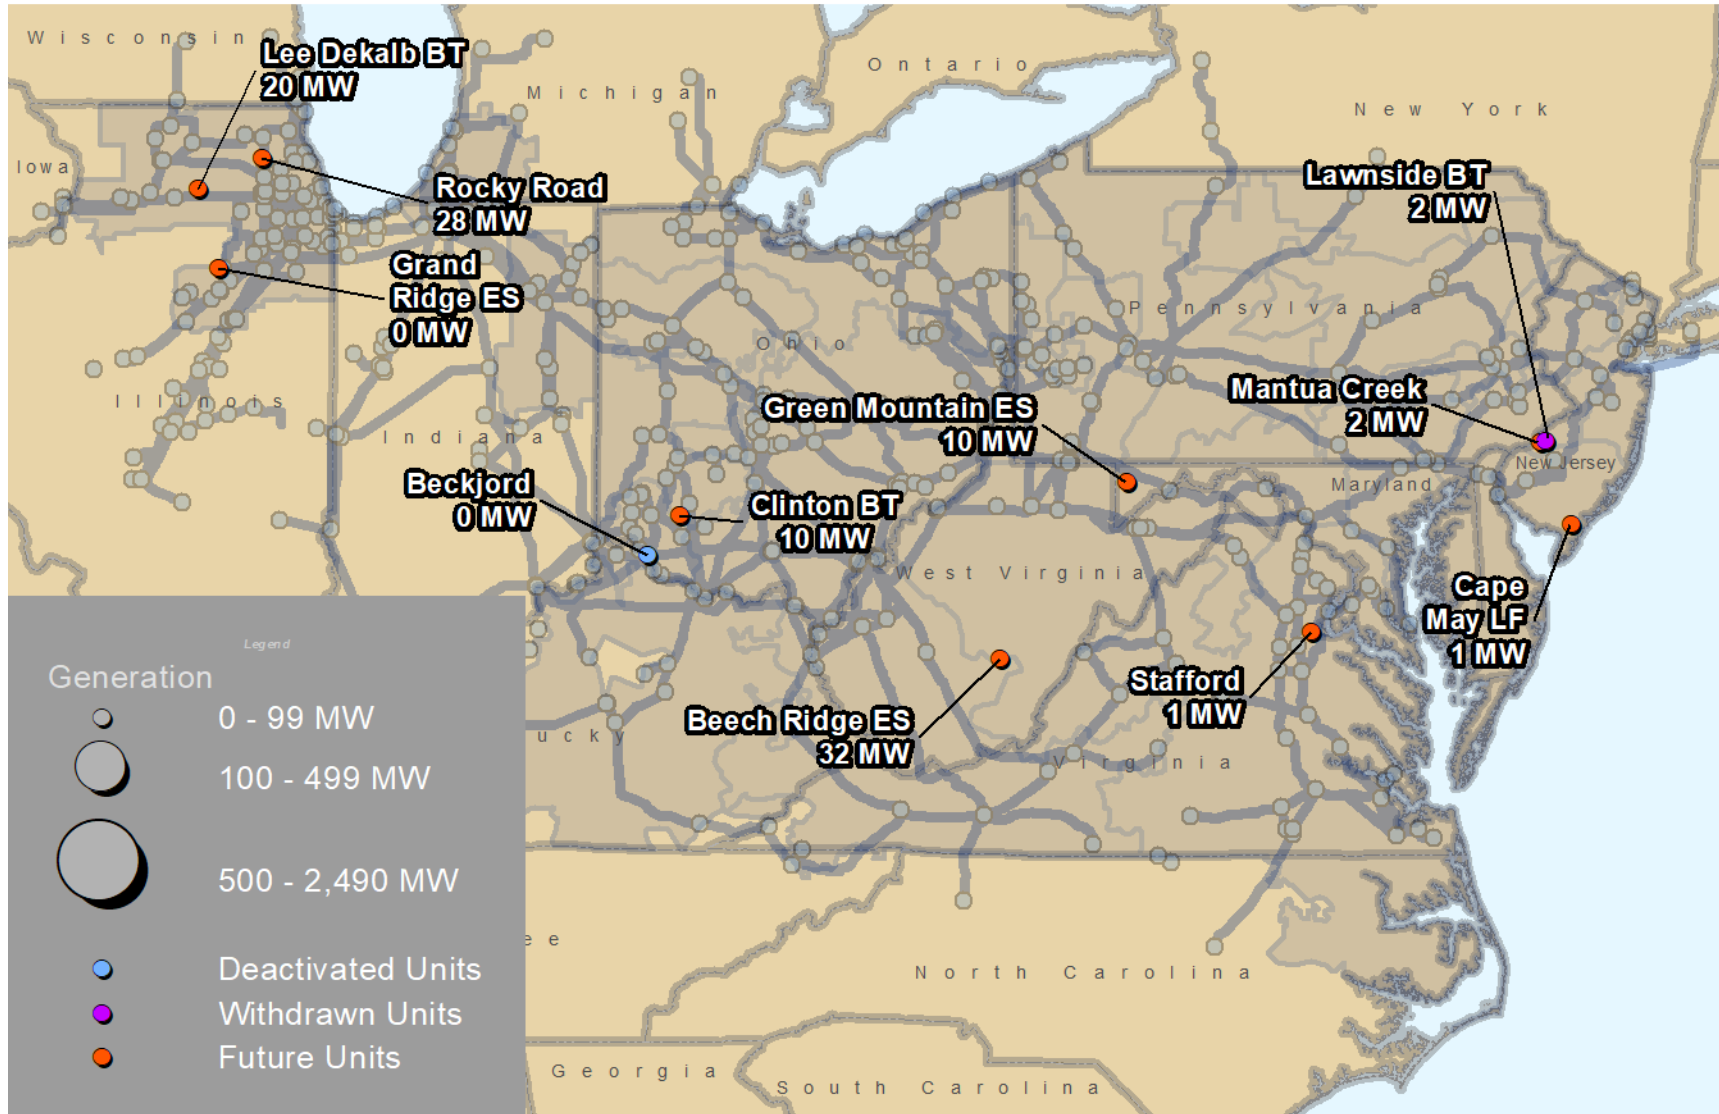 Wisconsin
Lee Dekalb BT
20 MW
Michigan
Ontario
New York
Iowa
Rocky Road
28 MW
Lawnside BT
2 MW
Grand
Ridge ES
0 MW
Pennsylvania
Ohio
Illinois
Indiana
Mantua Creek
2 MW
Green Mountain ES
10 MW
New Jersey
Maryland
Beckjord
0 MW
Clinton BT
10 MW
West Virginia
Cape
May LF
1 MW
Stafford
1 MW
Beech Ridge ES
32 MW
ucky
Virginia
Legend
Generation
0 - 99 MW
100 - 499 MW
500 - 2,490 MW
ee
Deactivated Units
North Carolina
Withdrawn Units
Future Units
Georgia
South Carolina